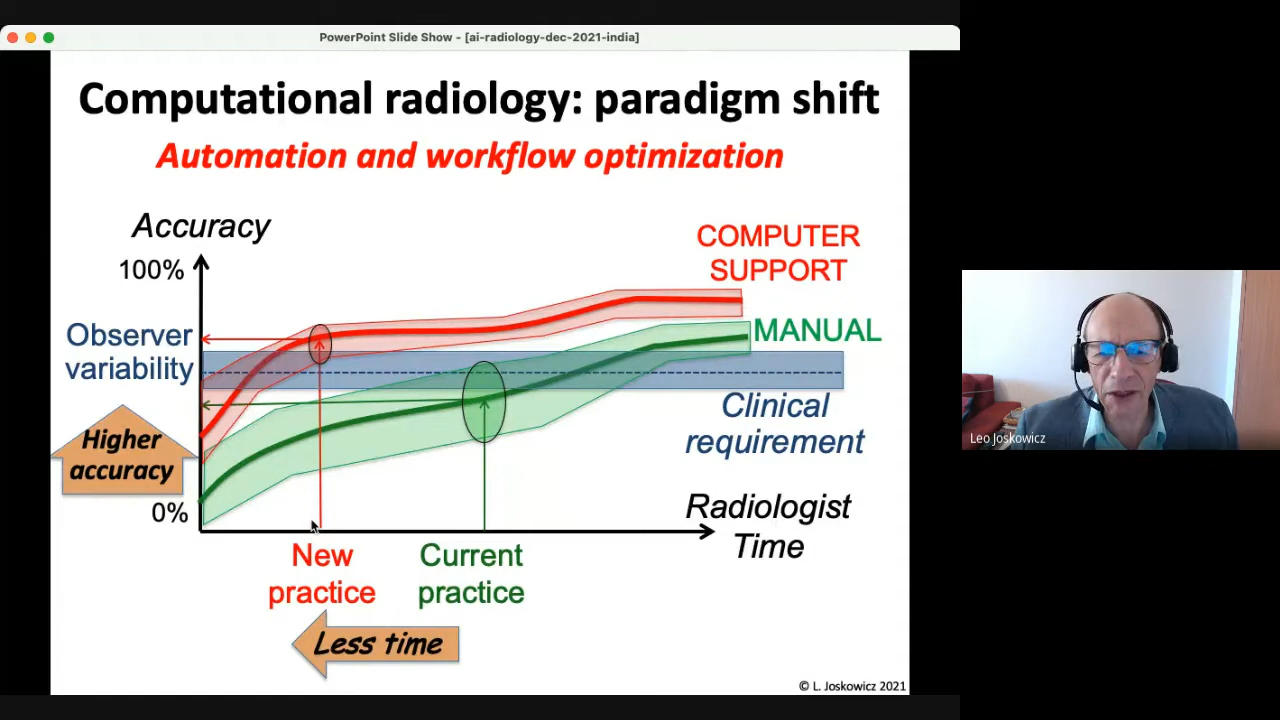 PowerPoint Slide Show - [ai-radiology-dec-2021-india]
Computational radiology: paradigm shift
Automation and workflow optimization
Accuracy
100%
COMPUTER
SUPPORT
Observer
variability
MANUAL
Clinical
requirement
Higher
accuracy
0%
Radiologist
Time
New
practice
Current
practice
Less time
© L. Joskowicz 2021
Leo Joskowicz